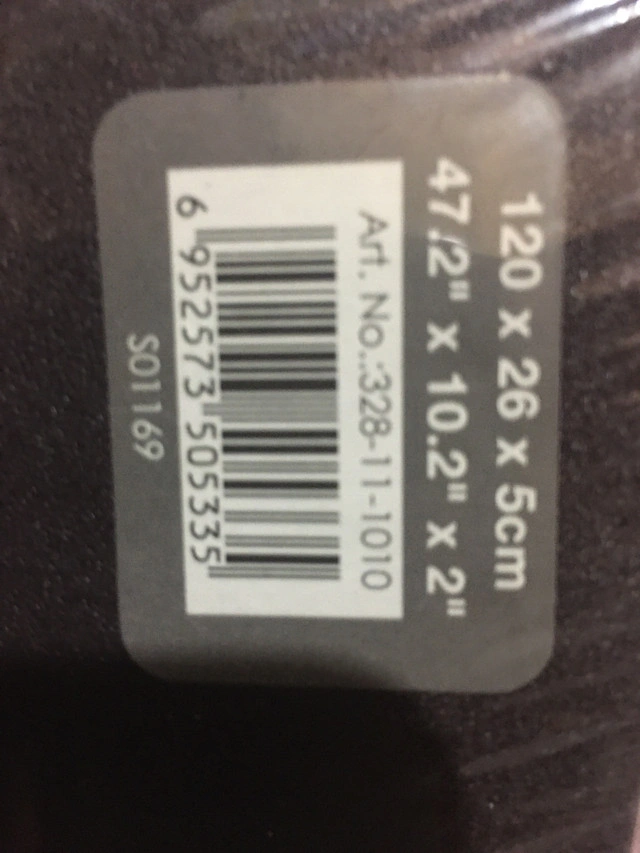 120 x 26 x 5cm
47.2" x 10.2" x 2"
Art. No.:328-11-1010
6 952573 505335
S01169